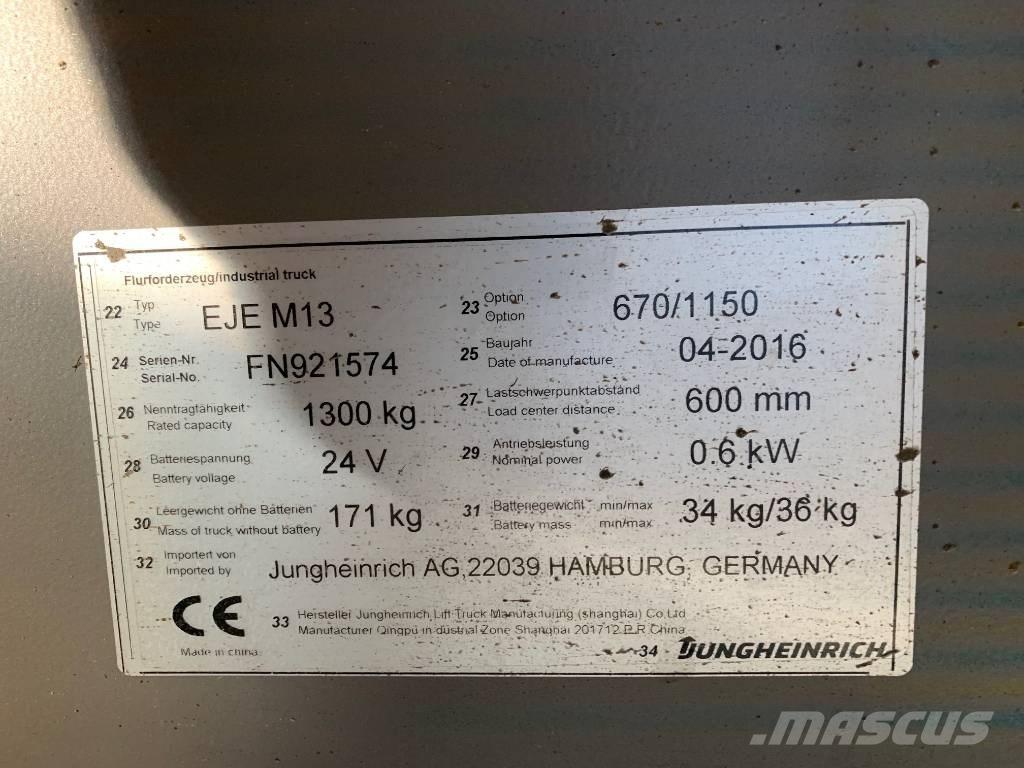 Flurforderzeug/industrial truck
22 Typ Type EJE M13
23 Option Option 670/1150
24 Serien-Nr. Serial-No. FN921574
25 Baujahr Date of manufacture 04-2016
26 Nenntragfähigkeit Rated capacity 1300 kg
27 Lastschwerpunktabstand Load center distance 600 mm
28 Batteriespannung Battery voltage 24 V
29 Antriebsleistung Nominal power 0.6 kW
30 Leergewicht ohne Batterien Mass of truck without battery 171 kg
31 Batteriegewicht min/max Battery mass min/max 34 kg/36 kg
32 Importiert von Imported by Jungheinrich AG,22039 HAMBURG, GERMANY
CE
33 Hersteller Jungheinrich Lift Truck Manufacturing (shanghai) Co.Ltd
Manufacturer Qingpu in dustrial Zone Shanghai 201712 P.R.China
Made in china
34 JUNGHEINRICH
MASCUS